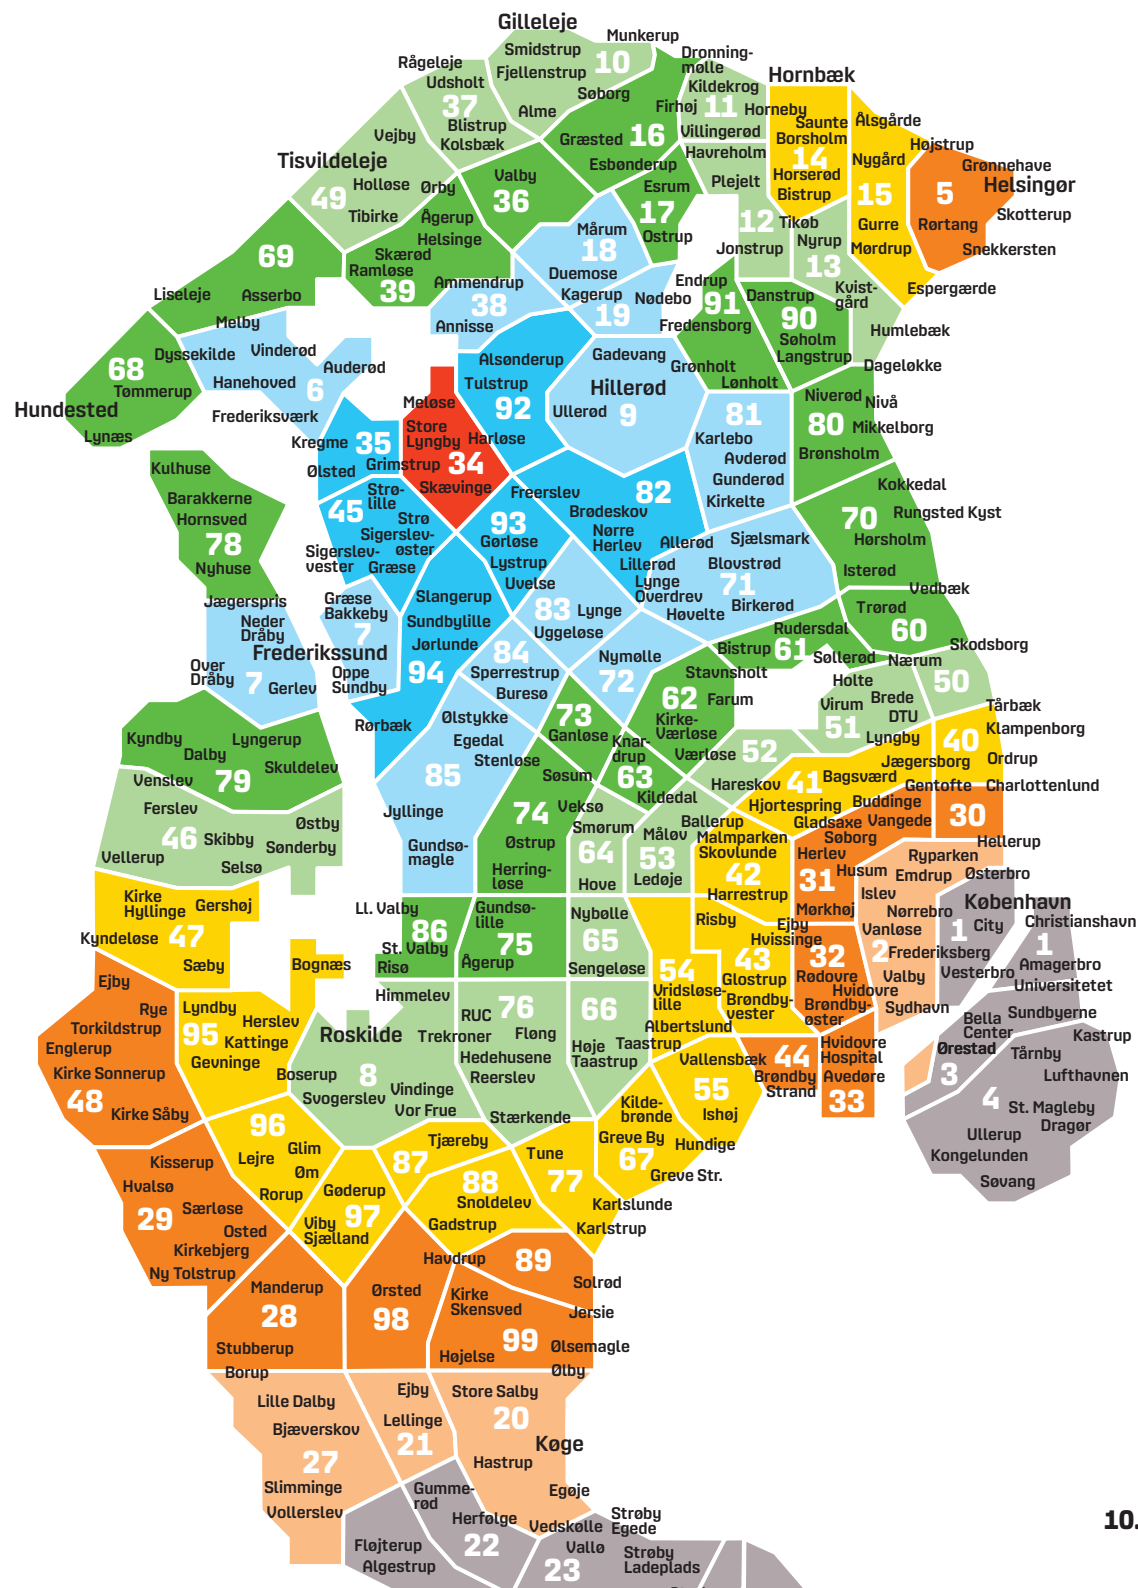 Gilleleje
Munkerup
Smidstrup
10
Fjellenstrup
Søborg
Alme
Rågeleje
Udsholt
37
Blistrup
Kolsbæk
Dronning-
mølle
Kildekrog
Firhøj
11
Villingerød
Horneby
Hornbæk
Saunte
Borsholm
14
Horserød
Bistrup
Ålsgårde
Nygård
15
Gurre
Mørdrup
Højstrup
Grønnehave
5
Helsingør
Rørtang
Skotterup
Snekkersten
Espergærde
Vejby
Tisvildeleje
49
Holløse
Ørby
Tibirke
Græsted
16
Esbønderup
Valby
36
Esrum
17
Ostrup
Havreholm
Plejelt
12
Jonstrup
Tikøb
Nyrup
13
Kvist-
gård
Humlebæk
Dageløkke
Ågerup
Helsinge
Skærød
Ramløse
39
Mårum
18
Duemose
Kagerup
19
Nødebo
Ammendrup
38
Annisse
69
Liseleje
Asserbo
Melby
Dyssekilde
68
Tømmerup
Hundested
Lynæs
Vinderød
Auderød
Hanehoved
6
Frederiksværk
Endrup
91
Fredensborg
Grønholt
Lønholt
Danstrup
90
Søholm
Langstrup
Alsønderup
Tulstrup
92
Harløse
Gadevang
Hillerød
Ullerød
9
Meløse
Store
Lyngby
34
Skævinge
Kregme
35
Ølsted
Grimstrup
81
Karlebo
Avderød
Gunderød
Kirkelte
Niverød
Nivå
80
Mikkelborg
Brønsholm
Kokkedal
70
Rungsted Kyst
Hørsholm
Isterød
Vedbæk
Kulhuse
Barakkerne
Hornsved
78
Nyhuse
Jægerspris
Strø-
lille
45
Strø
Sigerslev-
øster
Sigerslev-
vester
Græse
Freerslev
82
Brødeskov
Nørre
Herlev
93
Gørløse
Lystrup
Uvelse
Allerød
Sjælsmark
Lillerød
Blovstrød
Lynge
Overdrev
71
Birkerød
Høvelte
Græse
Bakkeby
7
Frederikssund
Oppe
Sundby
Neder
Dråby
Over
Dråby
7
Gerlev
Slangerup
Sundbylille
Jørlunde
94
Rørbæk
83
Lynge
Uggeløse
84
Sperrestrup
Buresø
Nymølle
72
Rudersdal
Bistrup
61
Søllerød
Trørød
60
Skodsborg
Nærum
50
Holte
Virum
Brede
51
DTU
Lyngby
Stavnsholt
62
Farum
Kirke-
Værløse
Værløse
52
Hareskov
Tårbæk
40
Klampenborg
Jægersborg
Ordrup
Gentofte
Charlottenlund
41
Bagsværd
Hjortespring
Buddinge
Gladsaxe
Vangede
30
Hellerup
Kyndby
Lyngerup
Dalby
Skuldelev
79
Ølstykke
Egedal
Stenløse
85
Jyllinge
Gundsø-
magle
73
Ganløse
Knar-
drup
63
Søsum
74
Kildedal
Veksø
Østrup
Smørum
64
Hove
Herring-
løse
Venslev
Ferslev
46
Skibby
Vellerup
Selsø
Østby
Sønderby
Måløv
53
Ledøje
Ballerup
Malmparken
Skovlunde
42
Harrestrup
Søborg
Herlev
31
Husum
Mørkhøj
Ryparken
Emdrup
Østerbro
Islev
Nørrebro
Vanløse
2
Frederiksberg
Valby
Sydhavn
København
1
City
Vesterbro
Christianshavn
1
Amagerbro
Universitetet
Kirke
Hyllinge
Gershøj
Kyndeløse
47
Sæby
Bognæs
Ll. Valby
86
St. Valby
Risø
Gundsø-
lille
75
Ågerup
Nybølle
65
Sengeløse
Risby
Ejby
Hvissinge
43
Glostrup
Brøndby-
vester
54
Vridsløse-
lille
Albertslund
32
Rødovre
Hvidovre
Brøndby-
øster
Ejby
Rye
Torkildstrup
Englerup
Kirke Sonnerup
48
Kirke Såby
Lyndby
95
Herslev
Kattinge
Gevninge
Himmelev
Roskilde
Boserup
8
Svogerslev
Vindinge
Vor Frue
RUC
76
Trekroner
Fløng
Hedehusene
Reerslev
Stærkende
66
Høje
Taastrup
Taastrup
Vallensbæk
44
Brøndby
Strand
Hvidovre
Hospital
Avedøre
33
Bella
Center
Sundbyerne
Ørestad
3
Tårnby
Kastrup
Lufthavnen
4
St. Magleby
Dragør
Ullerup
Kongelunden
Søvang
55
Ishøj
Kilde-
brønde
Greve By
Hundige
67
Greve Str.
96
Glim
Lejre
Øm
Rorup
Tjæreby
87
Tune
88
Snoldelev
77
Gadstrup
Karlslunde
Karlstrup
Gøderup
Viby
97
Sjælland
Kisserup
Hvalsø
29
Særløse
Osted
Kirkebjerg
Ny Tolstrup
Manderup
28
Stubberup
Borup
Ørsted
98
Havdrup
89
Solrød
Kirke
Skensved
Jersie
99
Højelse
Ølsemagle
Ølby
Lille Dalby
Bjæverskov
27
Slimminge
Vollerslev
Ejby
Lellinge
21
Store Salby
20
Køge
Hastrup
Egøje
Gumme-
rød
Herfølge
22
Vedskølle
Strøby
Egede
Vallø
23
Strøby
Ladeplads
Fløjterup
Algestrup
10.